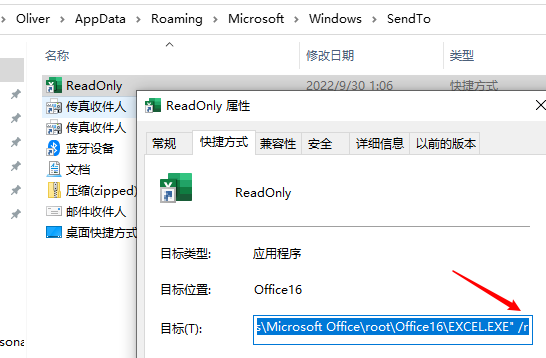 Oliver > AppData > Roaming > Microsoft > Windows > SendTo
名称 修改日期 类型
ReadOnly 2022/9/30 1:06 快捷方式
传真收件人
传真收件人
蓝牙设备
文档
压缩(zipped)
邮件收件人
桌面快捷方式
sona
ReadOnly 属性
常规 快捷方式 兼容性 安全 详细信息 以前的版本
ReadOnly
目标类型: 应用程序
目标位置: Office16
目标(T): s\Microsoft Office\root\Office16\EXCEL.EXE" /r